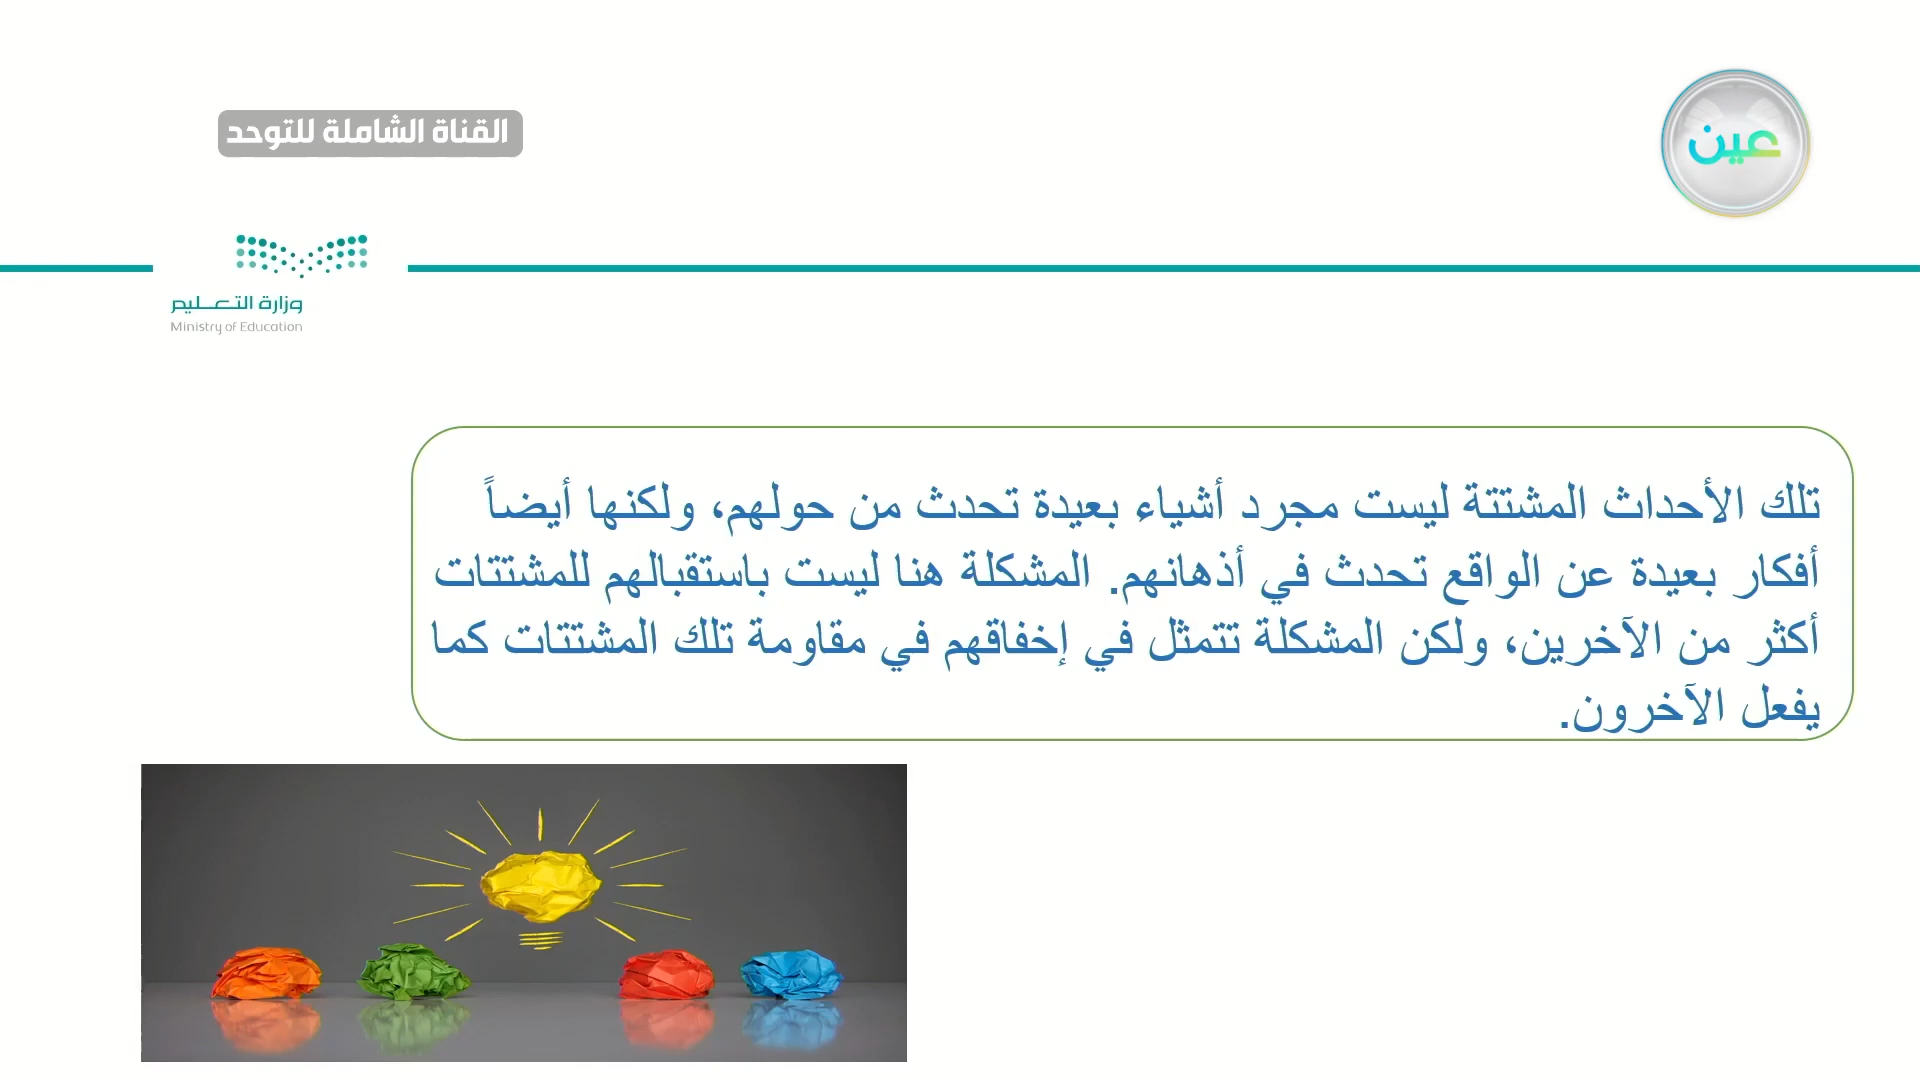 القناة الشاملة للتوحد
عين
وزارة التعليم
Ministry of Education
تلك الأحداث المشتتة ليست مجرد أشياء بعيدة تحدث من حولهم، ولكنها أيضاً
أفكار بعيدة عن الواقع تحدث في أذهانهم. المشكلة هنا ليست باستقبالهم للمشتتات
أكثر من الآخرين، ولكن المشكلة تتمثل في إخفاقهم في مقاومة تلك المشتتات كما
يفعل الآخرون.